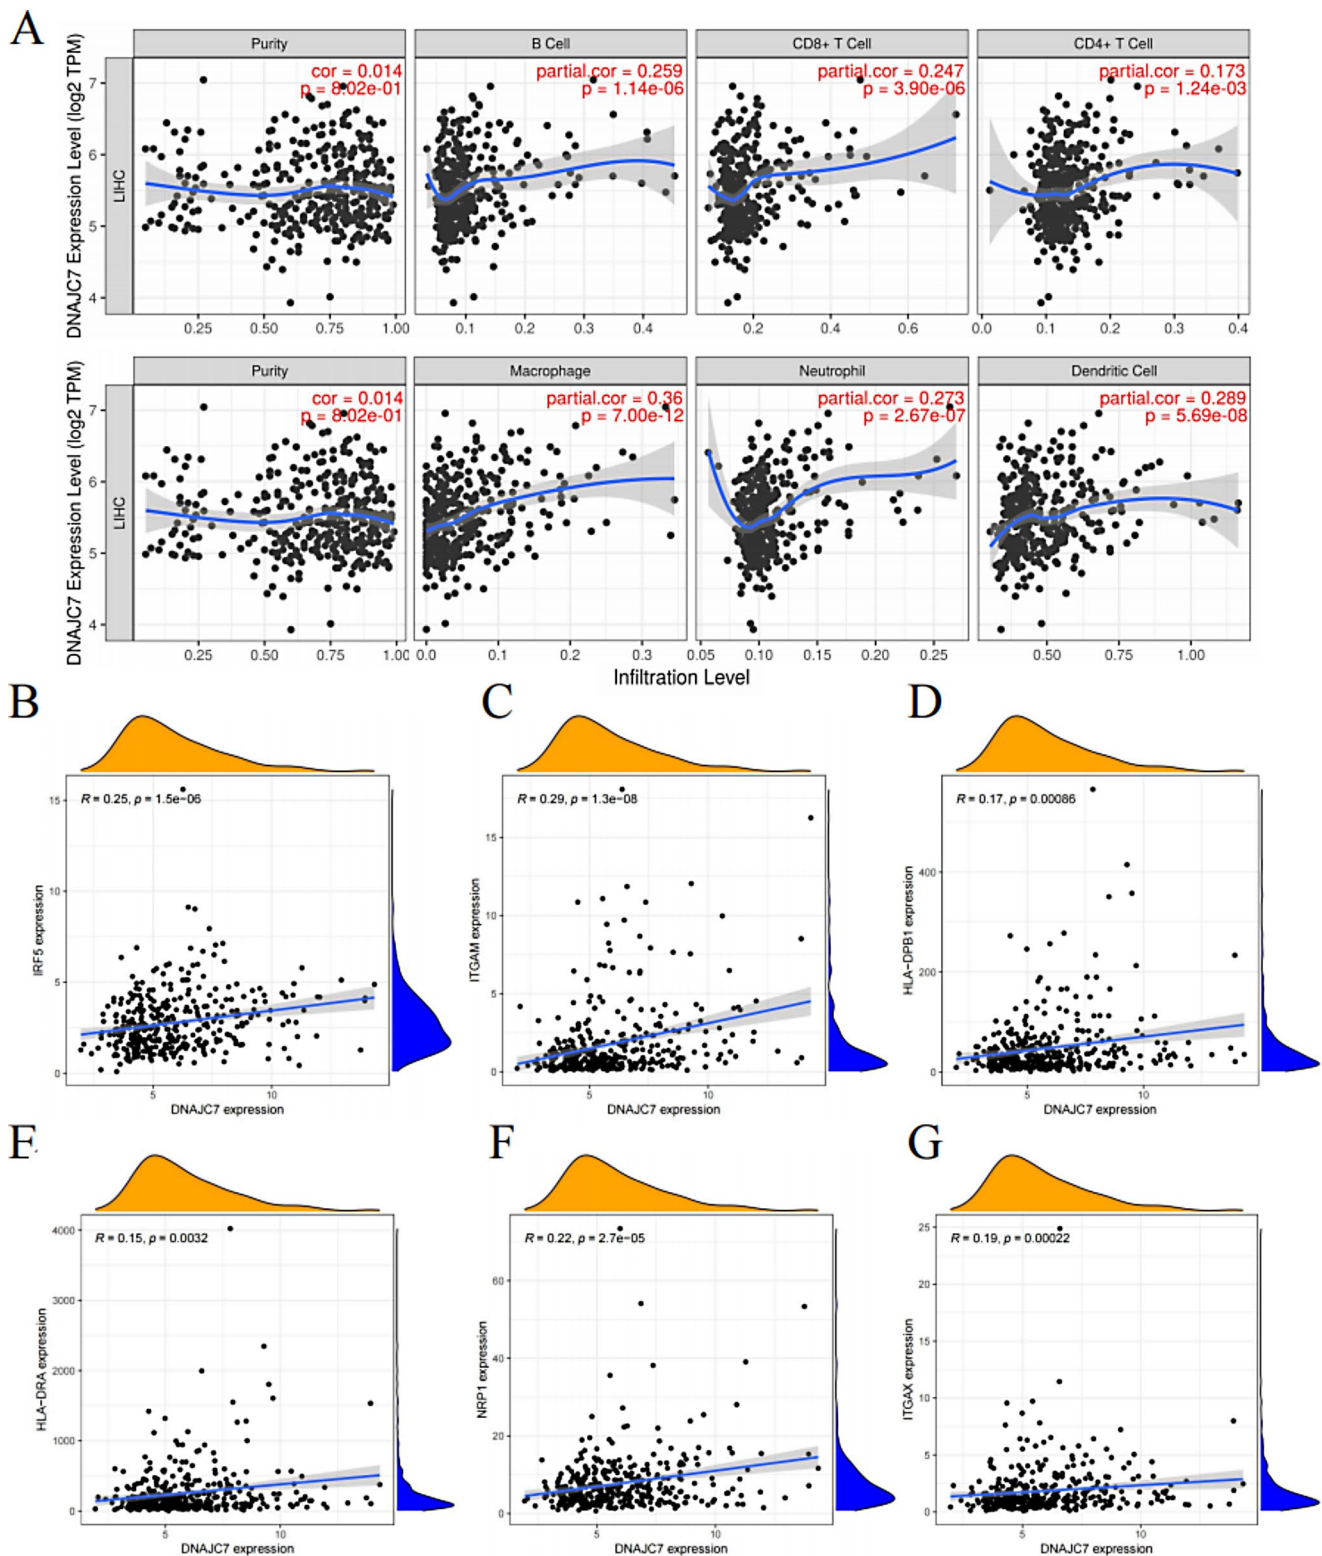 A
Purity
B Cell
CD8+ T Cell
CD4+ T Cell
DNAJC7 Expression Level (log2 TPM)
LIHC
cor = 0.014
p = 8.02e-01
partial.cor = 0.259
p = 1.14e-06
partial.cor = 0.247
p = 3.90e-06
partial.cor = 0.173
p = 1.24e-03
7
6
5
4
0.25 0.50 0.75 1.00
0.1 0.2 0.3 0.4
0.2 0.4 0.6
0.0 0.1 0.2 0.3 0.4
Purity
Macrophage
Neutrophil
Dendritic Cell
DNAJC7 Expression Level (log2 TPM)
LIHC
cor = 0.014
p = 8.02e-01
partial.cor = 0.36
p = 7.00e-12
partial.cor = 0.273
p = 2.67e-07
partial.cor = 0.289
p = 5.69e-08
7
6
5
4
0.25 0.50 0.75 1.00
0.0 0.1 0.2 0.3
0.05 0.10 0.15 0.20 0.25
0.50 0.75 1.00
Infiltration Level
B
R = 0.25, p = 1.5e−06
IRF5 expression
15
10
5
0
5 10
DNAJC7 expression
C
R = 0.29, p = 1.3e−08
ITGAM expression
15
10
5
0
5 10
DNAJC7 expression
D
R = 0.17, p = 0.00086
HLA−DPB1 expression
400
200
0
5 10
DNAJC7 expression
E
R = 0.15, p = 0.0032
HLA−DRA expression
4000
3000
2000
1000
0
5 10
DNAJC7 expression
F
R = 0.22, p = 2.7e−05
NRP1 expression
60
40
20
0
5 10
DNAJC7 expression
G
R = 0.19, p = 0.00022
ITGAX expression
25
20
15
10
5
0
5 10
DNAJC7 expression